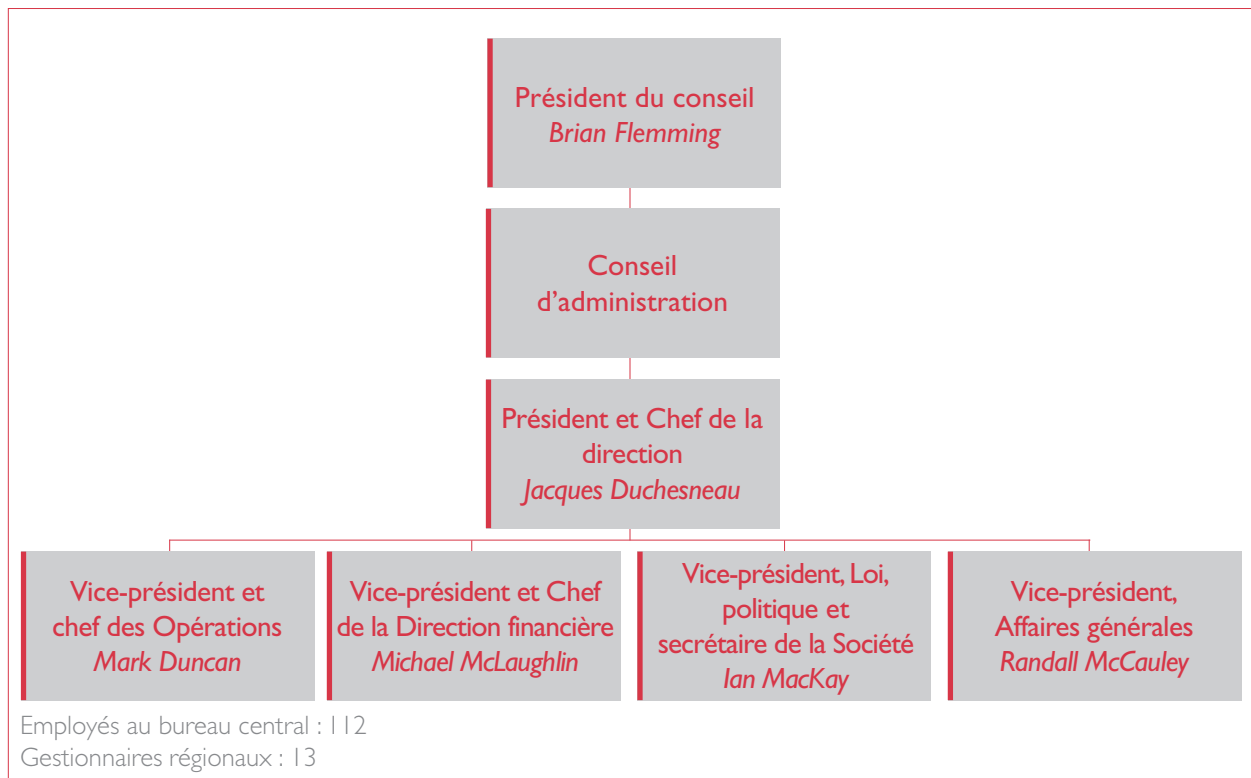 Président du conseil
Brian Flemming
Conseil
d'administration
Président et Chef de la
direction
Jacques Duchesneau
Vice-président et
chef des Opérations
Mark Duncan
Vice-président et Chef
de la Direction financière
Michael McLaughlin
Vice-président, Loi,
politique et
secrétaire de la Société
Ian MacKay
Vice-président,
Affaires générales
Randall McCauley
Employés au bureau central : 112
Gestionnaires régionaux : 13